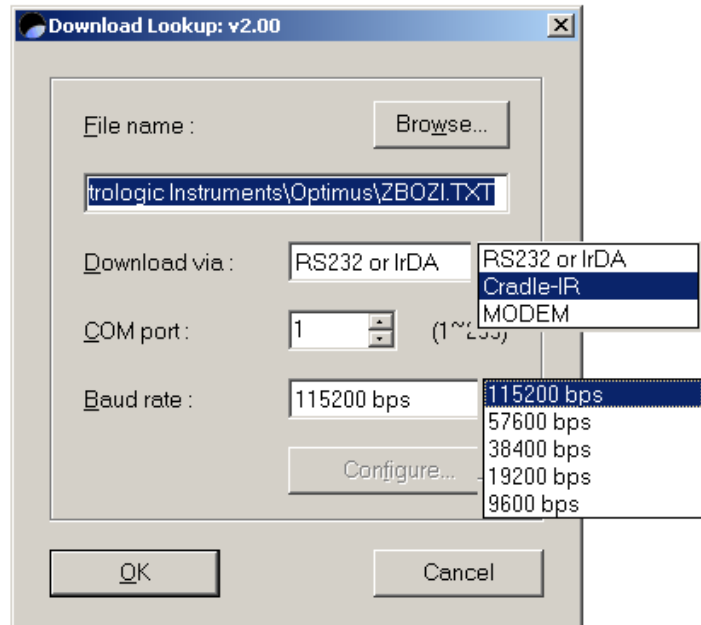 Download Lookup: v2.00
File name :
Browse...
trologic Instruments\Optimus\ZBOZI.TXT
Download via :
RS232 or IrDA
RS232 or IrDA
Cradle-IR
MODEM
COM port :
1
Baud rate :
115200 bps
115200 bps
57600 bps
38400 bps
19200 bps
9600 bps
Configure...
OK
Cancel